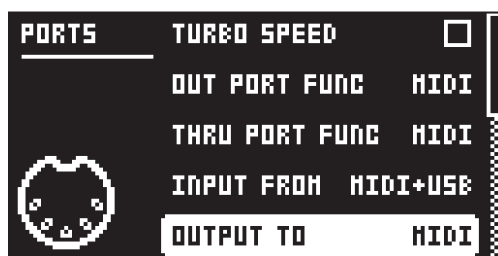 PORTS
TURBO SPEED
OUT PORT FUNC MIDI
THRU PORT FUNC MIDI
INPUT FROM MIDI+USB
OUTPUT TO MIDI